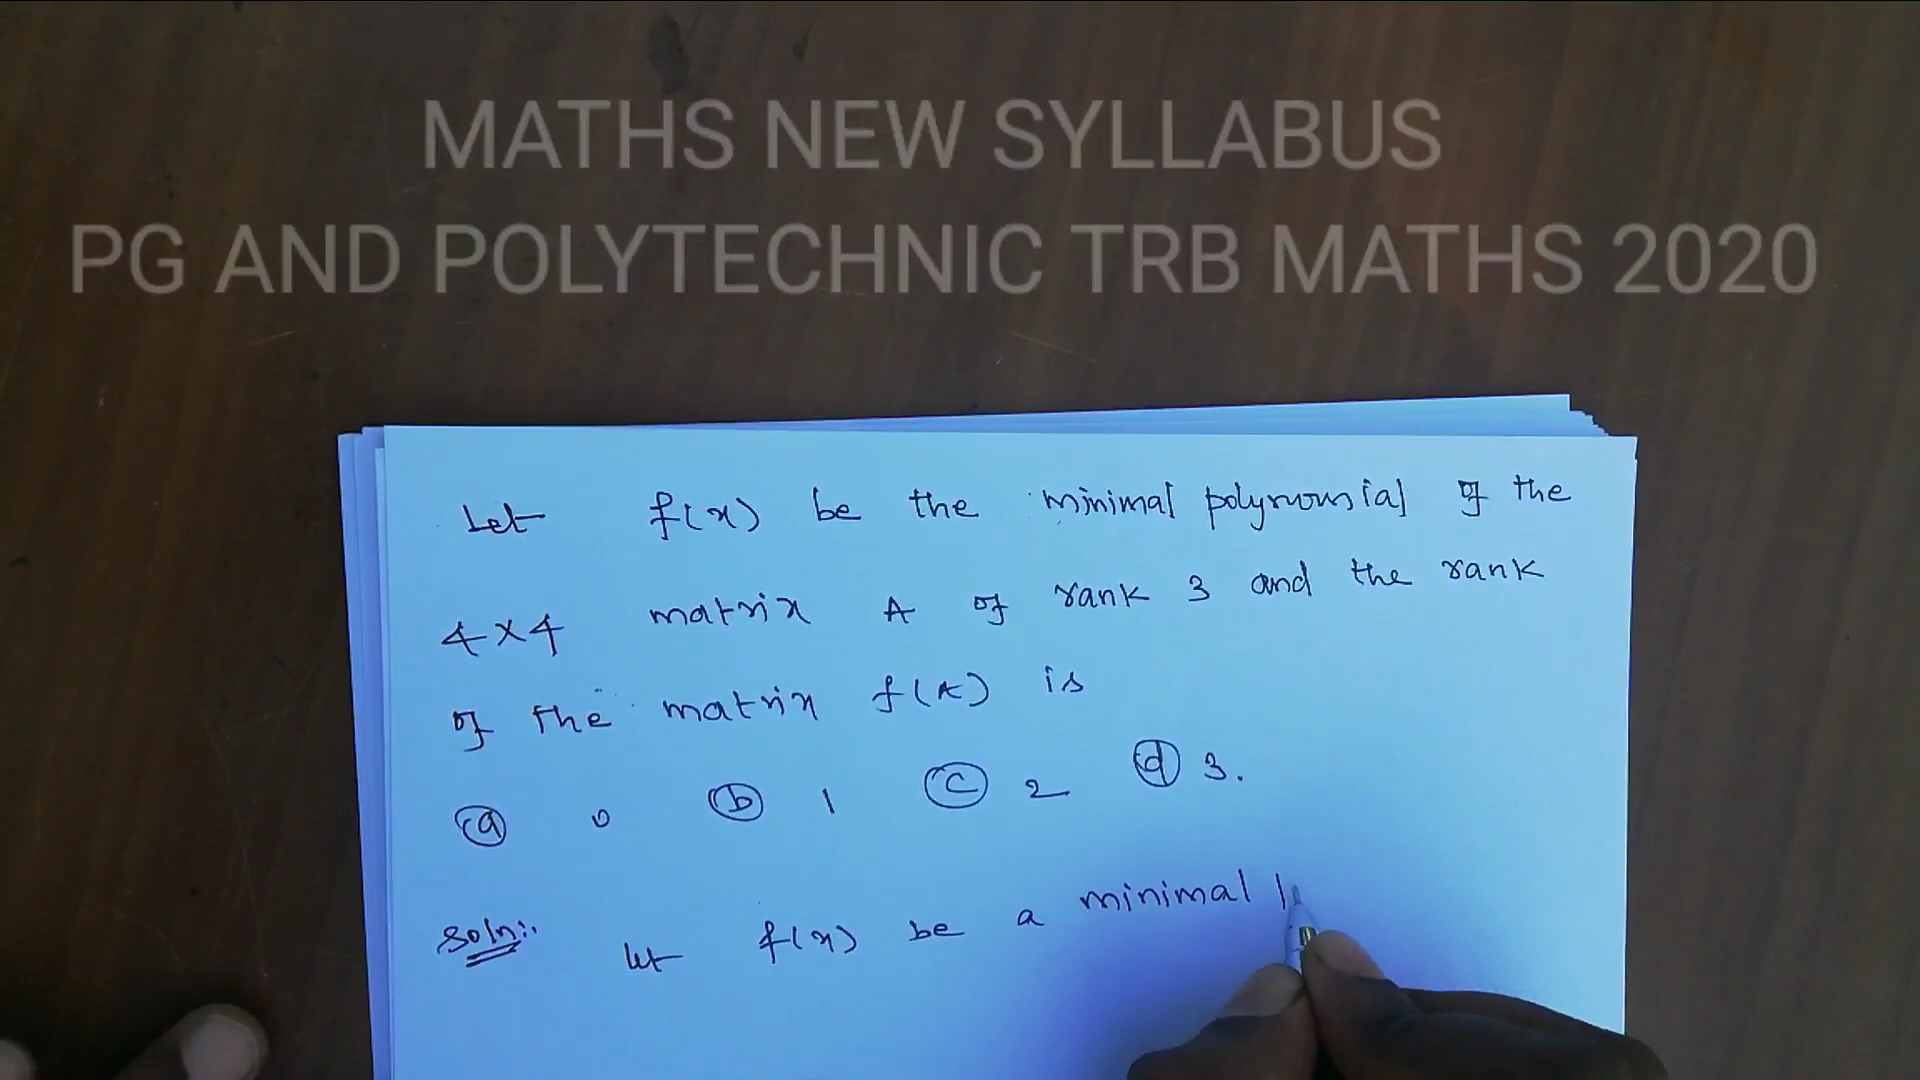 MATHS NEW SYLLABUS
PG AND POLYTECHNIC TRB MATHS 2020
Let f(x) be the minimal polynomial of the
4×4 matrix A of rank 3 and the rank
of the matrix f(A) is
(a) 0 (b) 1 (c) 2 (d) 3.
Soln:. let f(x) be a minimal